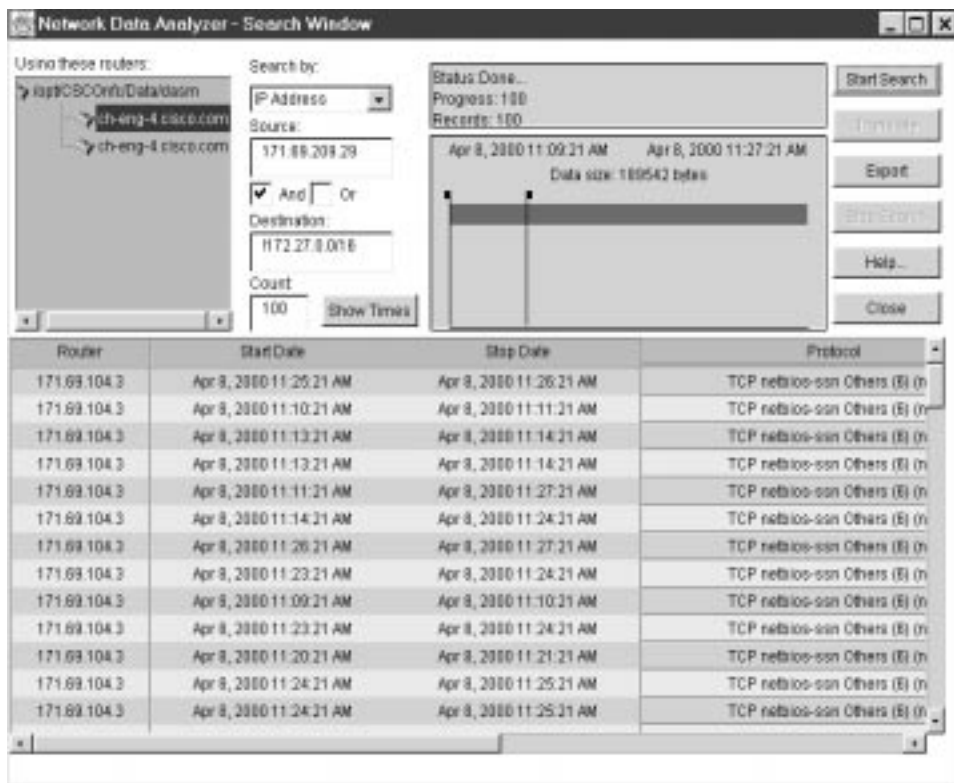 Network Data Analyzer - Search Window
Using these routers:
ch-eng-4.cisco.com
ch-eng-4.cisco.com
Search by:
IP Address
Source:
171.69.209.29
And Or
Destination:
172.27.0.0/16
Count
100 Show Times
Status: Done...
Progress: 100
Records: 100
Apr 8, 2000 11:09:21 AM Apr 8, 2000 11:27:21 AM
Data size: 189542 bytes
Start Search
Export
Stop Search
Help...
Close
Router Start Date Stop Date Protocol
171.69.104.3 Apr 8, 2000 11:25:21 AM Apr 8, 2000 11:26:21 AM TCP netbios-ssn Others (6) (n
171.69.104.3 Apr 8, 2000 11:10:21 AM Apr 8, 2000 11:11:21 AM TCP netbios-ssn Others (6) (n
171.69.104.3 Apr 8, 2000 11:13:21 AM Apr 8, 2000 11:14:21 AM TCP netbios-ssn Others (6) (n
171.69.104.3 Apr 8, 2000 11:13:21 AM Apr 8, 2000 11:14:21 AM TCP netbios-ssn Others (6) (n
171.69.104.3 Apr 8, 2000 11:11:21 AM Apr 8, 2000 11:27:21 AM TCP netbios-ssn Others (6) (n
171.69.104.3 Apr 8, 2000 11:14:21 AM Apr 8, 2000 11:24:21 AM TCP netbios-ssn Others (6) (n
171.69.104.3 Apr 8, 2000 11:26:21 AM Apr 8, 2000 11:27:21 AM TCP netbios-ssn Others (6) (n
171.69.104.3 Apr 8, 2000 11:23:21 AM Apr 8, 2000 11:24:21 AM TCP netbios-ssn Others (6) (n
171.69.104.3 Apr 8, 2000 11:09:21 AM Apr 8, 2000 11:10:21 AM TCP netbios-ssn Others (6) (n
171.69.104.3 Apr 8, 2000 11:23:21 AM Apr 8, 2000 11:24:21 AM TCP netbios-ssn Others (6) (n
171.69.104.3 Apr 8, 2000 11:20:21 AM Apr 8, 2000 11:21:21 AM TCP netbios-ssn Others (6) (n
171.69.104.3 Apr 8, 2000 11:24:21 AM Apr 8, 2000 11:25:21 AM TCP netbios-ssn Others (6) (n
171.69.104.3 Apr 8, 2000 11:24:21 AM Apr 8, 2000 11:25:21 AM TCP netbios-ssn Others (6) (n